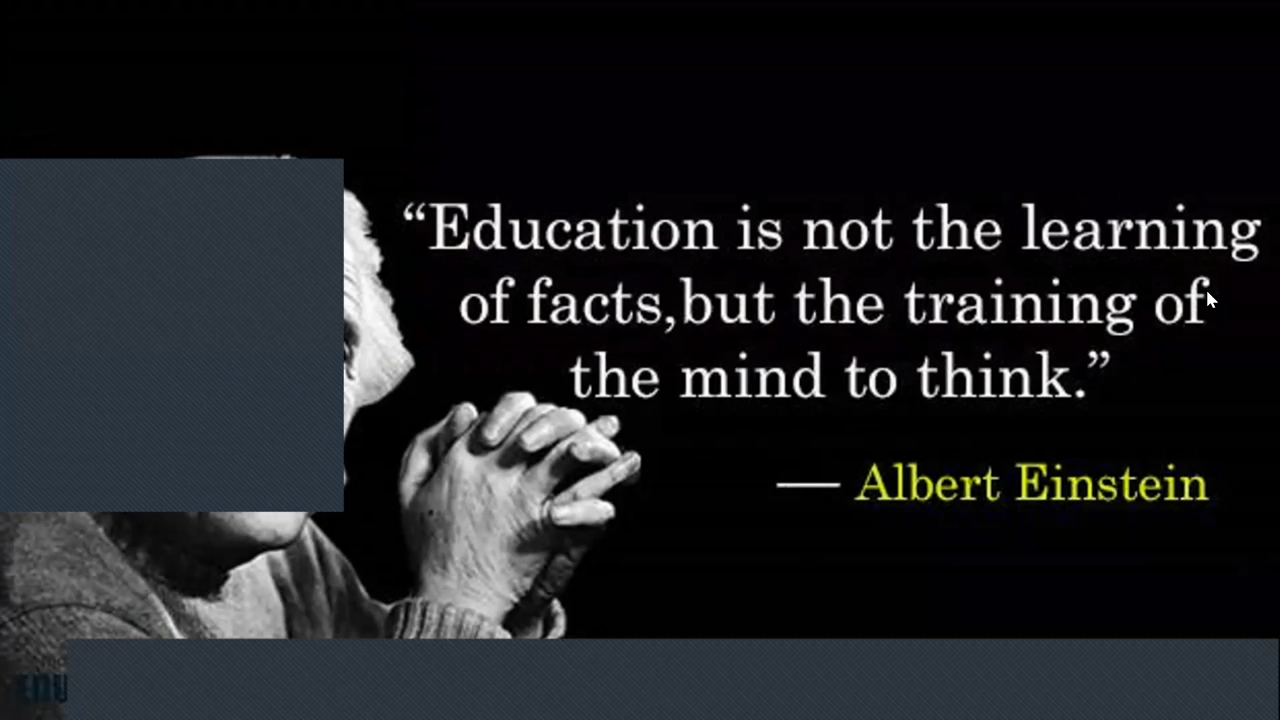 “Education is not the learning
of facts,but the training of
the mind to think.”
— Albert Einstein